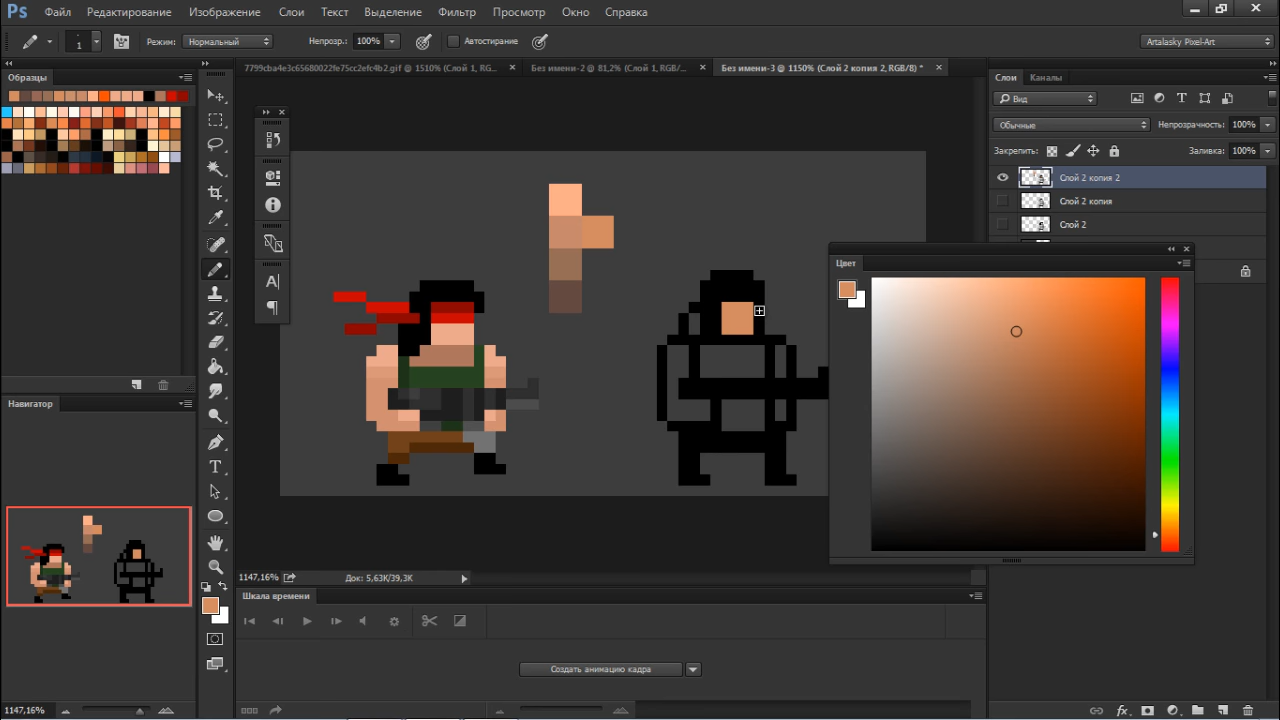 Ps Файл Изображение Слои Текст Выделение Фильтр Просмотр Окно Справка
1 Режим: Нормальный Непрозр.: 100% Автостирание Artalasky Pixel-Art
Образцы
7799cba4e3c65680022fe75cc2efc4b2.gif @ 1510% (Слой 1, RG...
Без имени-2 @ 81,2% (Слой 1, RGB/...
Без имени-3 @ 1150% (Слой 2 копия 2, RGB/8) *
Слои Каналы
Вид
Обычные Непрозрачность: 100%
Закрепить: Заливка: 100%
Слой 2 копия 2
Слой 2 копия
Слой 2
Цвет
Навигатор
1147,16% Док: 5,63K/39,3K
Шкала времени
Создать анимацию кадра
1147,16%